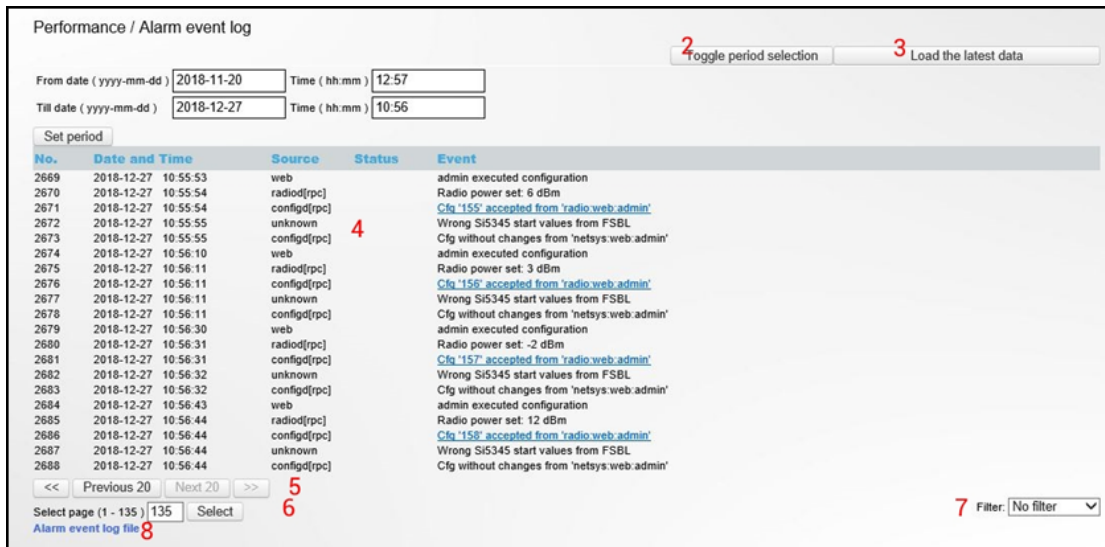 Performance / Alarm event log
2 Toggle period selection 3 Load the latest data
From date ( yyyy-mm-dd ) 2018-11-20 Time ( hh:mm ) 12:57
Till date ( yyyy-mm-dd ) 2018-12-27 Time ( hh:mm ) 10:56
Set period
No. Date and Time Source Status Event
2669 2018-12-27 10:55:53 web admin executed configuration
2670 2018-12-27 10:55:54 radiod[rpc] Radio power set: 6 dBm
2671 2018-12-27 10:55:54 configd[rpc] Cfg '155' accepted from 'radio:web:admin'
2672 2018-12-27 10:55:55 unknown 4 Wrong Si5345 start values from FSBL
2673 2018-12-27 10:55:55 configd[rpc] Cfg without changes from 'netsys:web:admin'
2674 2018-12-27 10:56:10 web admin executed configuration
2675 2018-12-27 10:56:11 radiod[rpc] Radio power set: 3 dBm
2676 2018-12-27 10:56:11 configd[rpc] Cfg '156' accepted from 'radio:web:admin'
2677 2018-12-27 10:56:11 unknown Wrong Si5345 start values from FSBL
2678 2018-12-27 10:56:11 configd[rpc] Cfg without changes from 'netsys:web:admin'
2679 2018-12-27 10:56:30 web admin executed configuration
2680 2018-12-27 10:56:31 radiod[rpc] Radio power set: -2 dBm
2681 2018-12-27 10:56:31 configd[rpc] Cfg '157' accepted from 'radio:web:admin'
2682 2018-12-27 10:56:32 unknown Wrong Si5345 start values from FSBL
2683 2018-12-27 10:56:32 configd[rpc] Cfg without changes from 'netsys:web:admin'
2684 2018-12-27 10:56:43 web admin executed configuration
2685 2018-12-27 10:56:44 radiod[rpc] Radio power set: 12 dBm
2686 2018-12-27 10:56:44 configd[rpc] Cfg '158' accepted from 'radio:web:admin'
2687 2018-12-27 10:56:44 unknown Wrong Si5345 start values from FSBL
2688 2018-12-27 10:56:44 configd[rpc] Cfg without changes from 'netsys:web:admin'
<< Previous 20 Next 20 >> 5
Select page (1 - 135 ) 135 Select 6 7 Filter: No filter
Alarm event log file 8